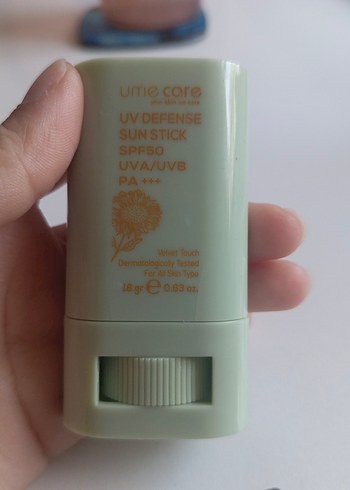 ume care
UV DEFENSE
SUN STICK
SPF50
UVA/UVB
PA +++
Velvet Touch
Dermatologically Tested
For All Skin Type
18 gr ℮ 0.63 oz.